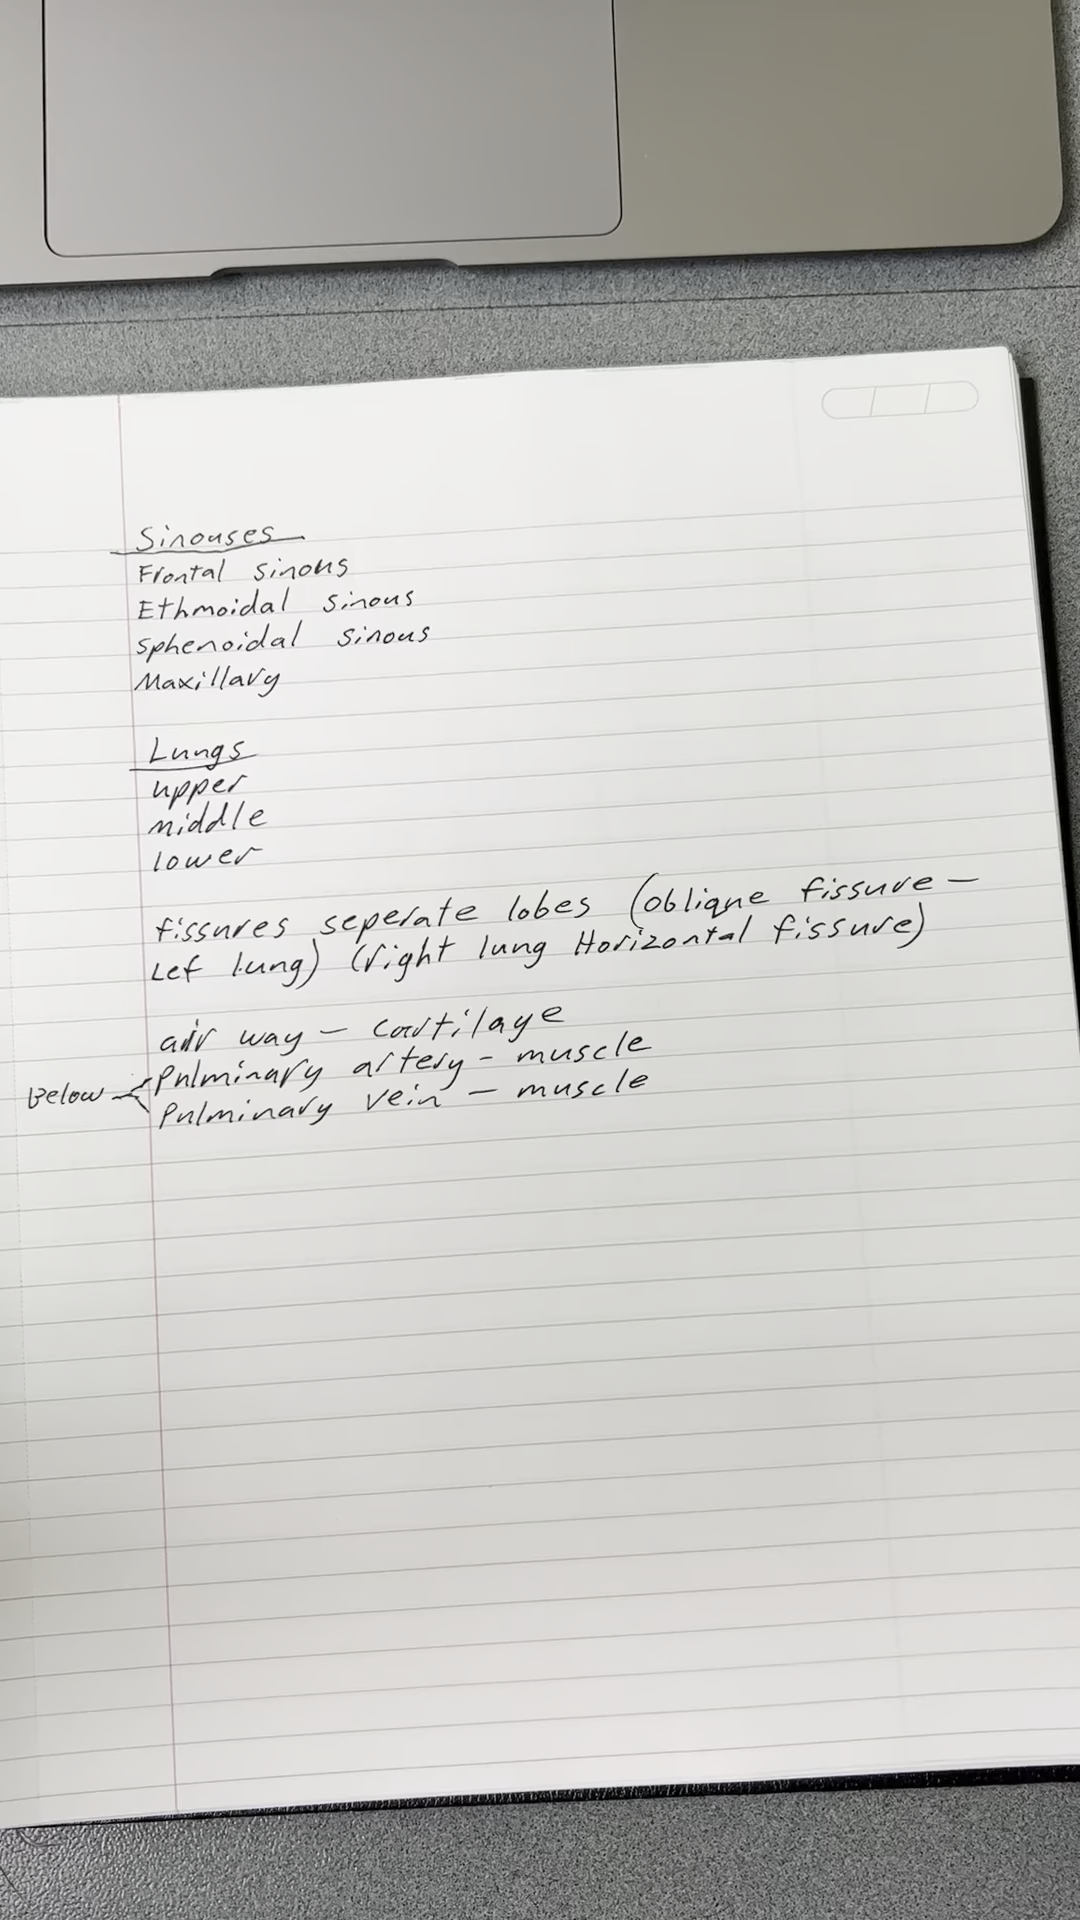 Sinouses
Frontal sinous
Ethmoidal sinous
Sphenoidal sinous
Maxillary
Lungs
upper
middle
lower
fissures seperate lobes (oblique fissure –
Lef lung) (right lung Horizontal fissure)
air way – Cartilage
Pulminary artery - muscle
Below
Pulminary vein – muscle